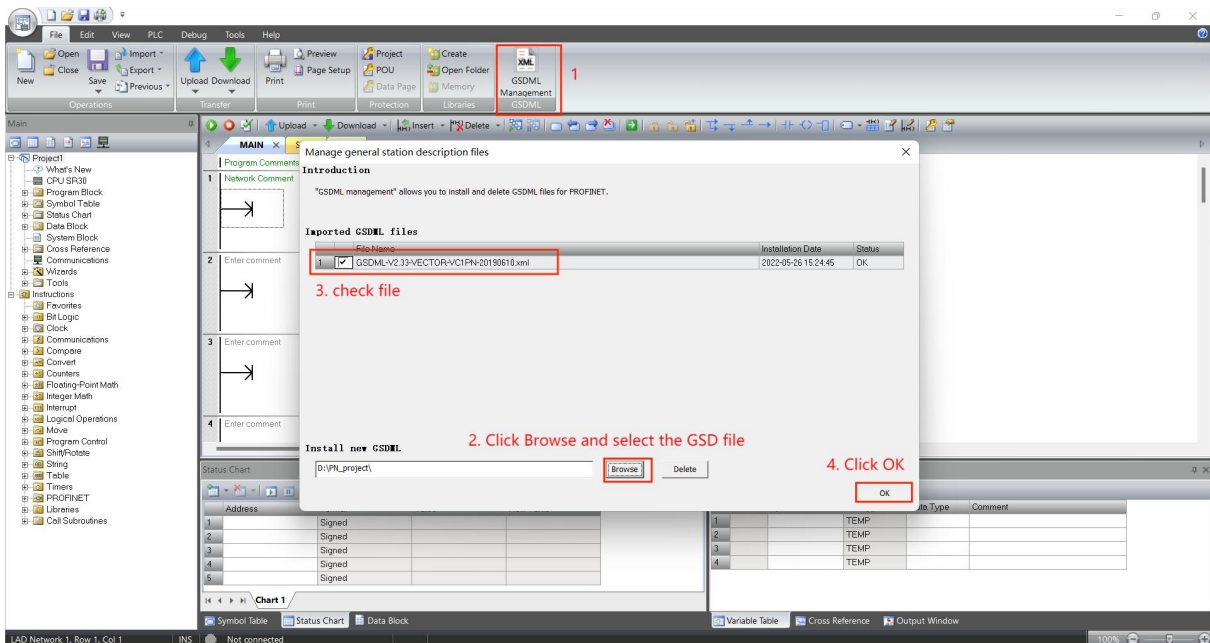 File Edit View PLC Debug Tools Help
New
Open
Close
Save
Import
Export
Previous
Operations
Upload Download
Transfer
Print
Preview
Page Setup
Print
Project
POU
Data Page
Protection
Create
Open Folder
Memory
Libraries
XML
GSDML
Management
GSDML
1
Main
Upload Download Insert Delete
MAIN
Project1
What's New
CPU SR30
Program Block
Symbol Table
Status Chart
Data Block
System Block
Cross Reference
Communications
Wizards
Tools
Instructions
Favorites
Bit Logic
Clock
Communications
Compare
Convert
Counters
Floating-Point Math
Integer Math
Interrupt
Logical Operations
Move
Program Control
Shift/Rotate
String
Table
Timers
PROFINET
Libraries
Call Subroutines
Program Comments
1 Network Comment
2 Enter comment
3 Enter comment
4 Enter comment
Manage general station description files
Introduction
"GSDML management" allows you to install and delete GSDML files for PROFINET.
Imported GSDML files
File Name Installation Date Status
1 GSDML-V2.33-VECTOR-VC1PN-20190610.xml 2022-05-26 15:24:45 OK
3. check file
2. Click Browse and select the GSD file
Install new GSDML
D:\PN_project\ Browse Delete
4. Click OK
OK
Status Chart
Address
1 Signed
2 Signed
3 Signed
4 Signed
5 Signed
Chart 1
Symbol Table Status Chart Data Block
Data Type Comment
1 TEMP
2 TEMP
3 TEMP
4 TEMP
Variable Table Cross Reference Output Window
LAD Network 1, Row 1, Col 1 INS Not connected 100%